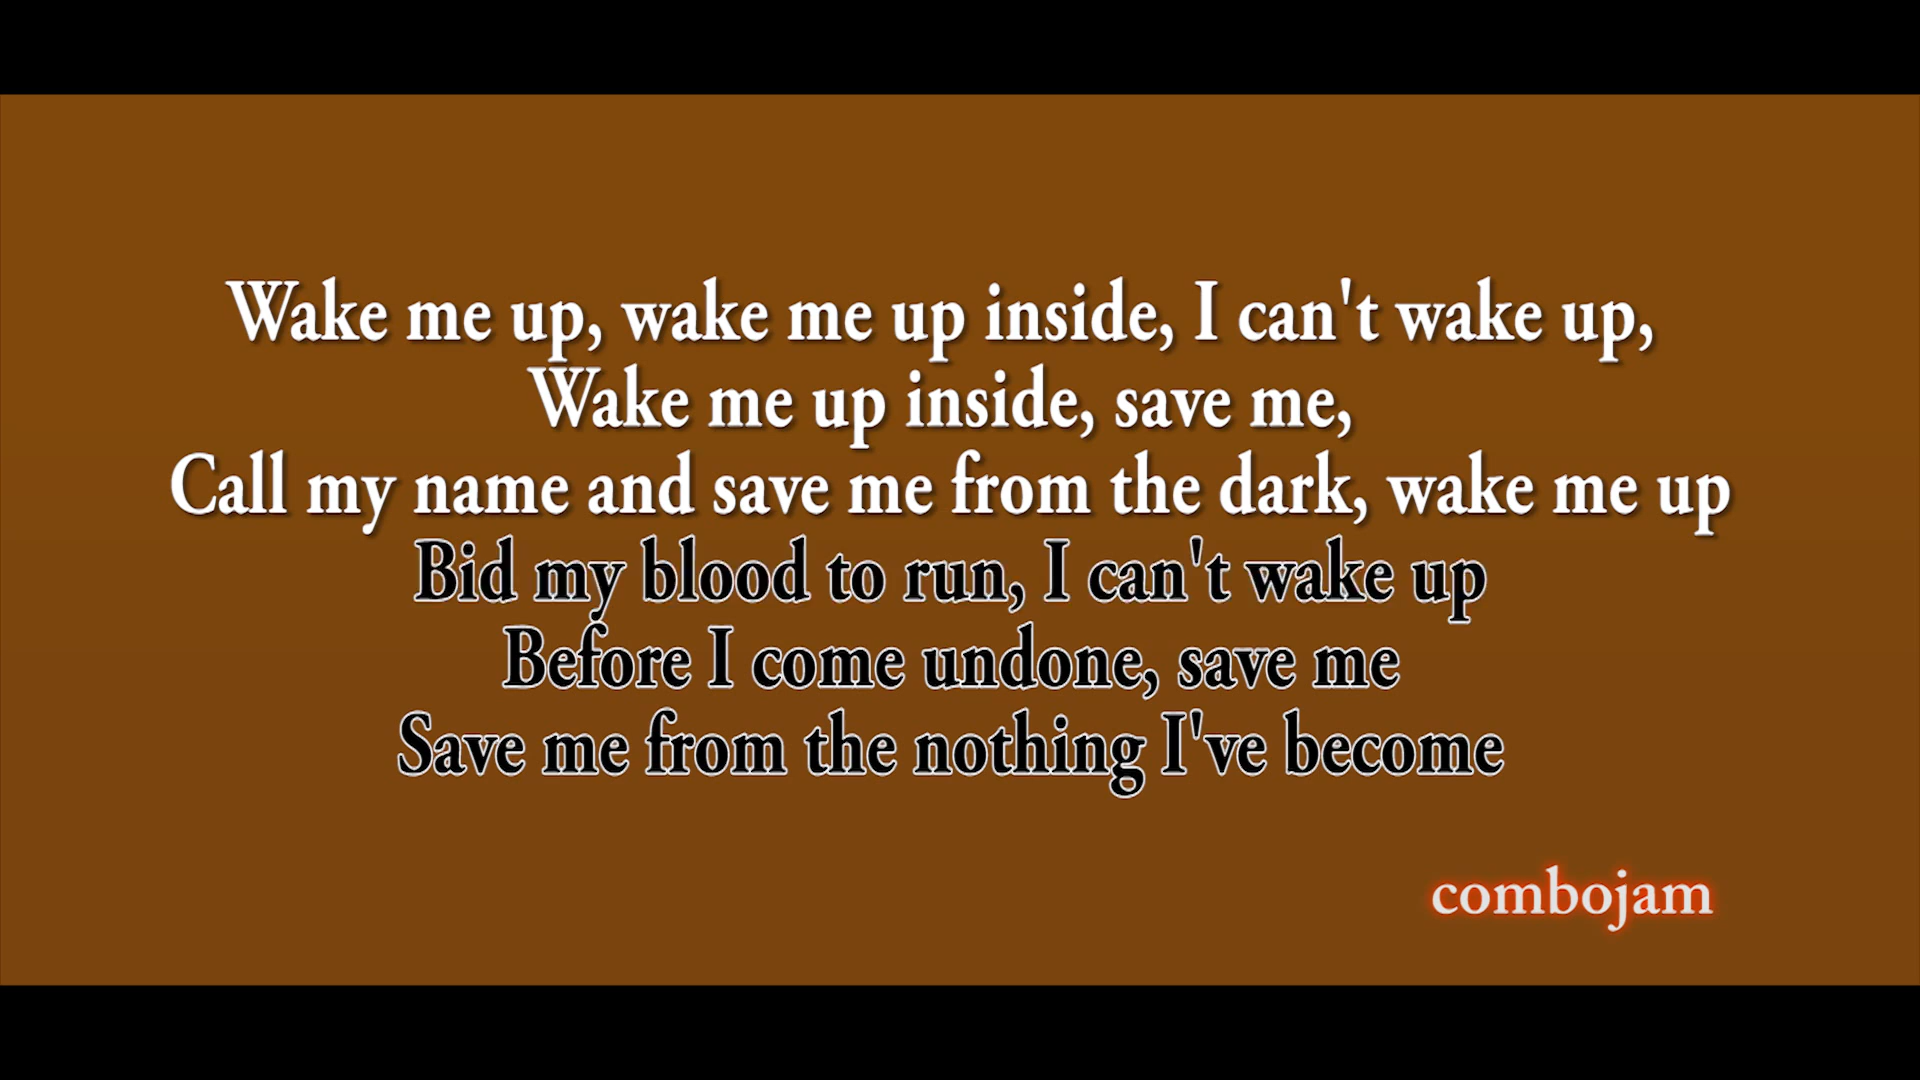 Wake me up, wake me up inside, I can't wake up,
Wake me up inside, save me,
Call my name and save me from the dark, wake me up
Bid my blood to run, I can't wake up
Before I come undone, save me
Save me from the nothing I've become
combojam